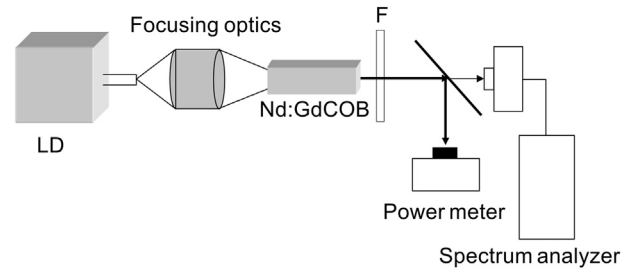 Focusing optics
F
LD
Nd:GdCOB
Power meter
Spectrum analyzer